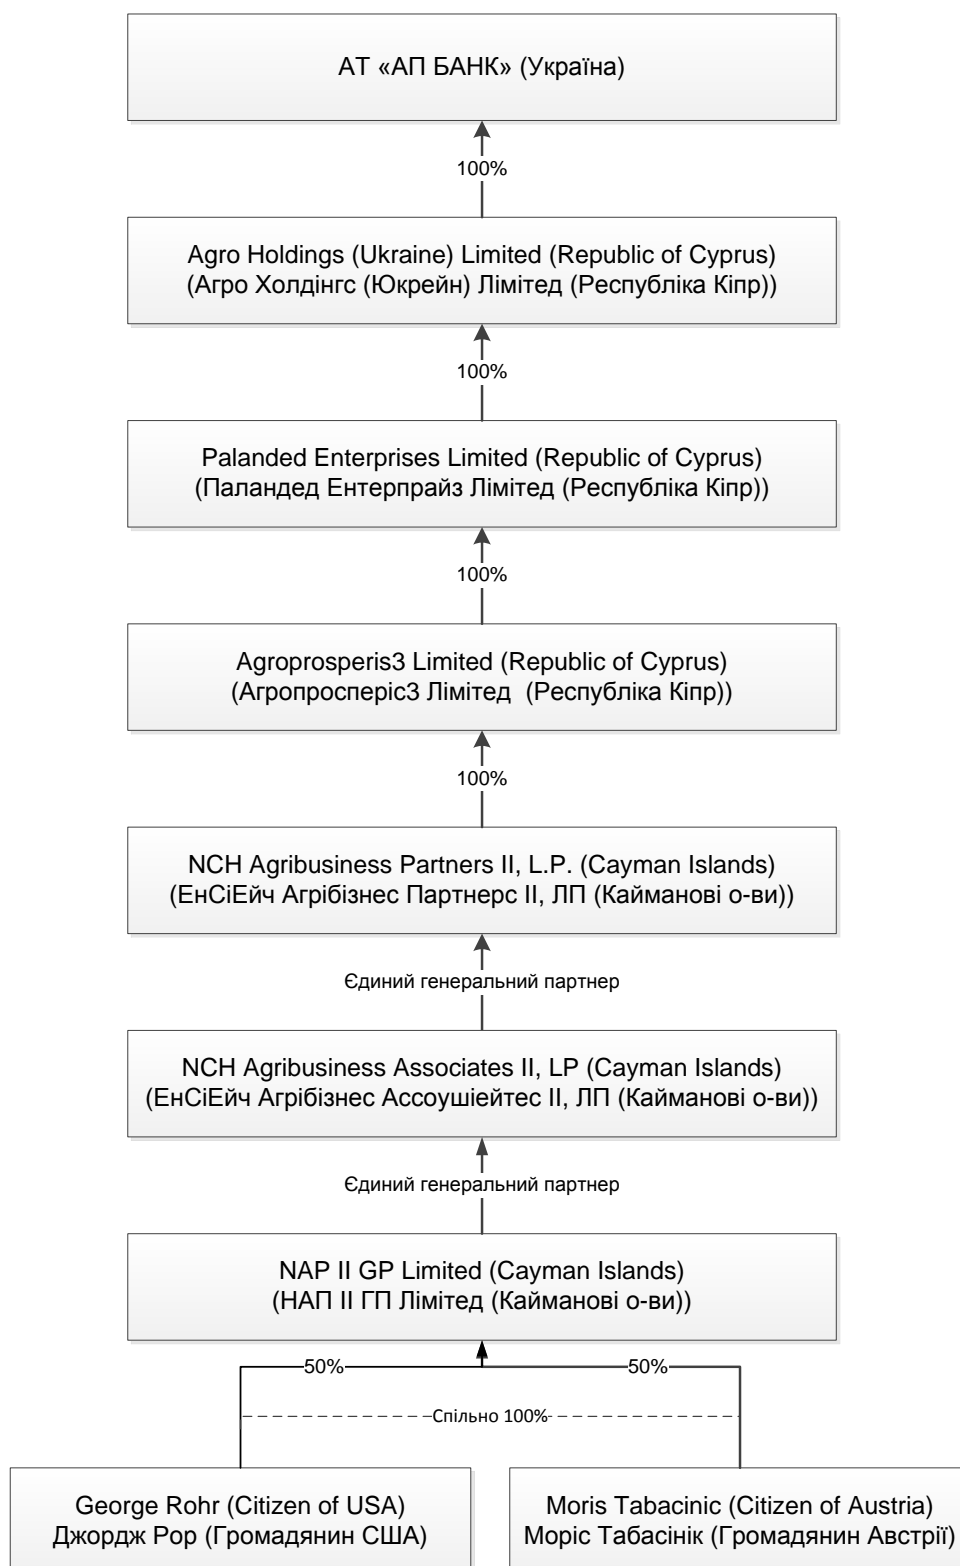 АТ «АП БАНК» (Україна)
100%
Agro Holdings (Ukraine) Limited (Republic of Cyprus)
(Агро Холдінгс (Юкрейн) Лімітед (Республіка Кіпр))
100%
Palanded Enterprises Limited (Republic of Cyprus)
(Паландед Ентерпрайз Лімітед (Республіка Кіпр))
100%
Agroprosperis3 Limited (Republic of Cyprus)
(Агропросперіс3 Лімітед (Республіка Кіпр))
100%
NCH Agribusiness Partners II, L.P. (Cayman Islands)
(ЕнСіЕйч Агрібізнес Партнерс II, ЛП (Кайманові о-ви))
Єдиний генеральний партнер
NCH Agribusiness Associates II, LP (Cayman Islands)
(ЕнСіЕйч Агрібізнес Ассоушіейтес II, ЛП (Кайманові о-ви))
Єдиний генеральний партнер
NAP II GP Limited (Cayman Islands)
(НАП II ГП Лімітед (Кайманові о-ви))
50% 50%
Спільно 100%
George Rohr (Citizen of USA)
Джордж Рор (Громадянин США)
Moris Tabacinic (Citizen of Austria)
Моріс Табасінік (Громадянин Австрії)